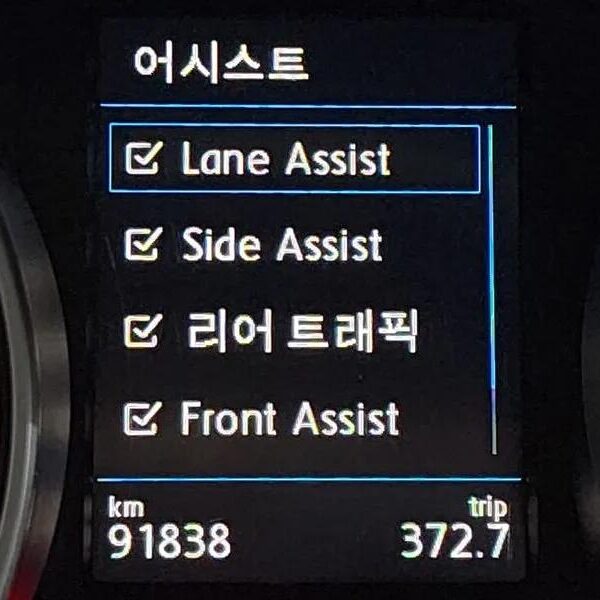 어시스트
Lane Assist
Side Assist
리어 트래픽
Front Assist
km trip
91838 372.7